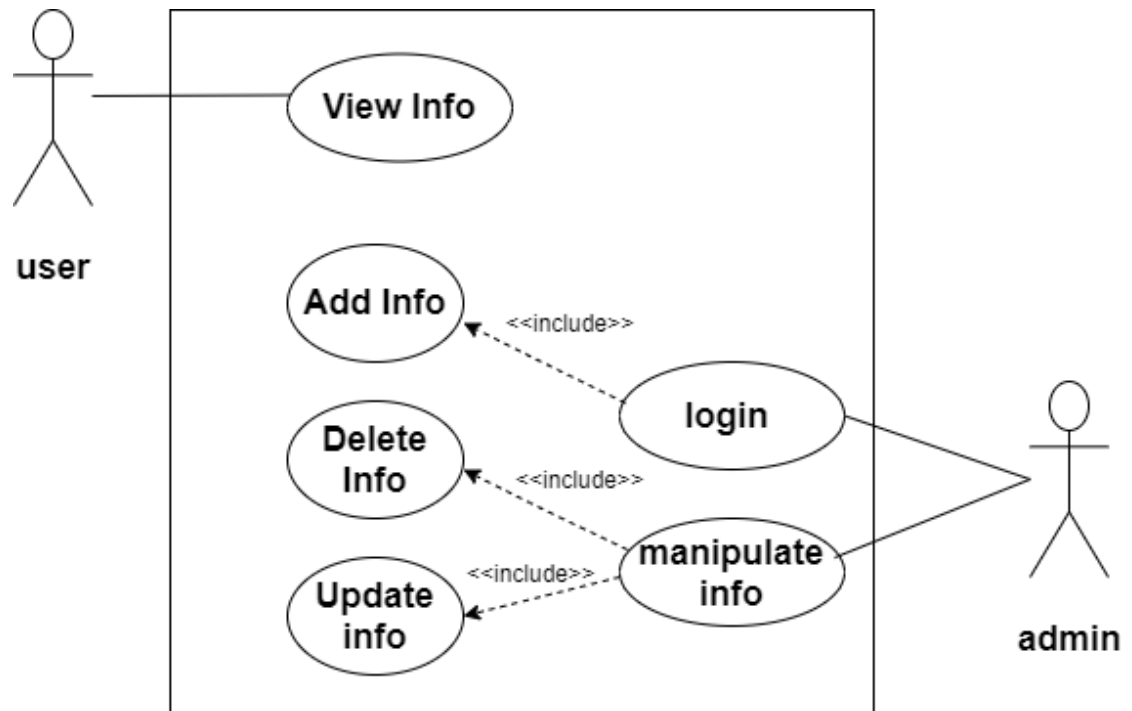 View Info
user
Add Info
<<include>>
login
Delete
Info
<<include>>
manipulate
info
<<include>>
Update
info
admin